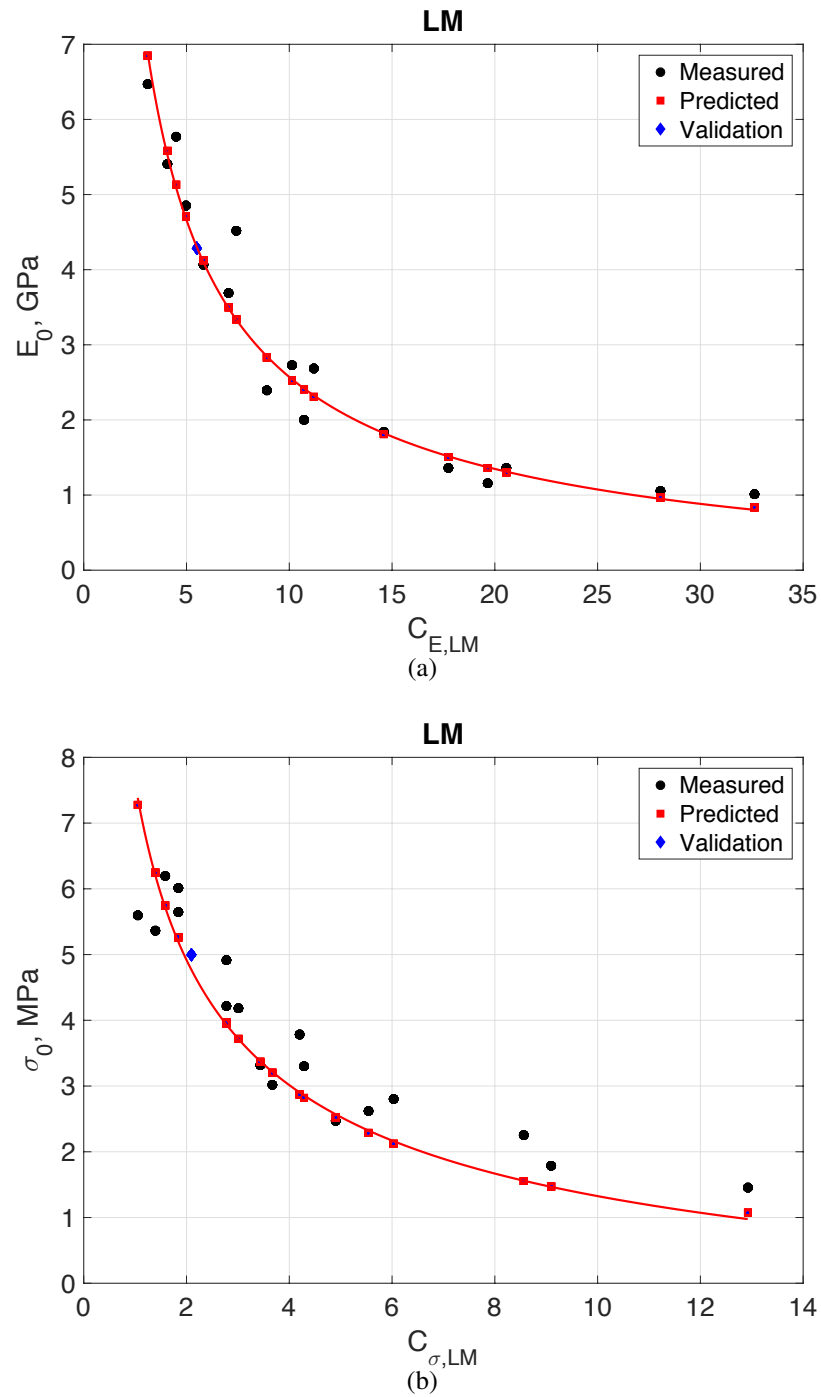 LM
7
6
5
4
3
2
1
0
E0, GPa
Measured
Predicted
Validation
0 5 10 15 20 25 30 35
CE,LM
(a)
LM
8
7
6
5
4
3
2
1
0
σ0, MPa
Measured
Predicted
Validation
0 2 4 6 8 10 12 14
Cσ,LM
(b)